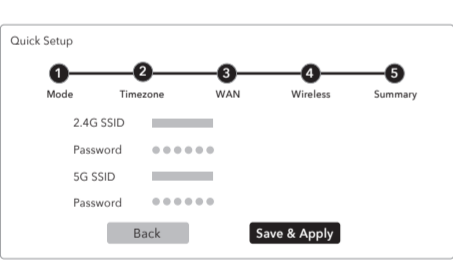 Quick Setup
1 2 3 4 5
Mode Timezone WAN Wireless Summary
2.4G SSID
Password
5G SSID
Password
Back Save & Apply